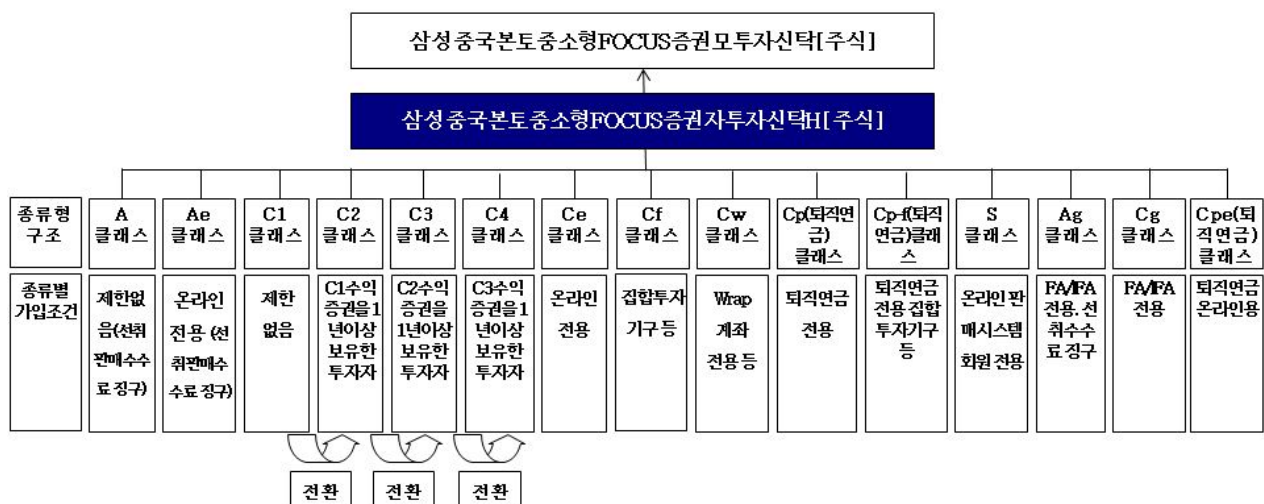 삼성중국본토중소형FOCUS증권모투자신탁[주식]
삼성중국본토중소형FOCUS증권자투자신탁H[주식]
종류형
구조
A
클래스
Ae
클래스
C1
클래스
C2
클래스
C3
클래스
C4
클래스
Ce
클래스
Cf
클래스
Cw
클래스
Cp(퇴직연
금)
클래스
Cp-f(퇴직
연금)클래
스
S
클래스
Ag
클래스
Cg
클래스
Cpe(퇴
직연금)
클래스
종류별
가입조건
제한없
음(선취
판매수수
료 징구)
온라인
전용 (선
취판매수
수료 징구)
제한
없음
C1수익
증권을 1
년이상
보유한
투자자
C2수익
증권을
1년이상
보유한
투자자
C3수익
증권을 1
년이상
보유한
투자자
온라인
전용
집합투자
기구 등
Wrap
계좌
전용 등
퇴직연금
전용
퇴직연금
전용 집합
투자기구
등
온라인 판
매시스템
회원 전용
FA/IFA
전용. 선
취수수
료 징구
FA/IFA
전용
퇴직연금
온라인용
전환
전환
전환